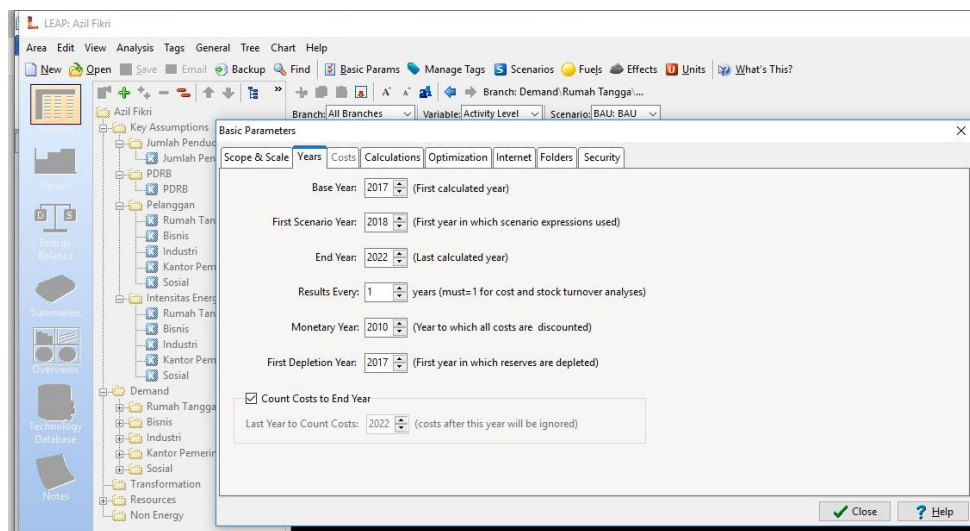 LEAP: Azil Fikri
Area Edit View Analysis Tags General Tree Chart Help
New Open Save Email Backup Find Basic Params Manage Tags Scenarios Fuels Effects Units What's This?
Branch: Demand\Rumah Tangga\...
Branch: All Branches Variable: Activity Level Scenario: BAU: BAU
Azil Fikri
Key Assumptions
Jumlah Penduc
Jumlah Pen
PDRB
PDRB
Pelanggan
Rumah Tan
Bisnis
Industri
Kantor Pem
Sosial
Intensitas Energ
Rumah Tan
Bisnis
Industri
Kantor Pem
Sosial
Demand
Rumah Tangga
Bisnis
Industri
Kantor Pemerin
Sosial
Transformation
Resources
Non Energy
Results
Energy
Balance
Summaries
Overviews
Technology
Database
Notes
Basic Parameters
Scope & Scale Years Costs Calculations Optimization Internet Folders Security
Base Year: 2017 (First calculated year)
First Scenario Year: 2018 (First year in which scenario expressions used)
End Year: 2022 (Last calculated year)
Results Every: 1 years (must=1 for cost and stock turnover analyses)
Monetary Year: 2010 (Year to which all costs are discounted)
First Depletion Year: 2017 (First year in which reserves are depleted)
Count Costs to End Year
Last Year to Count Costs: 2022 (costs after this year will be ignored)
Close ? Help